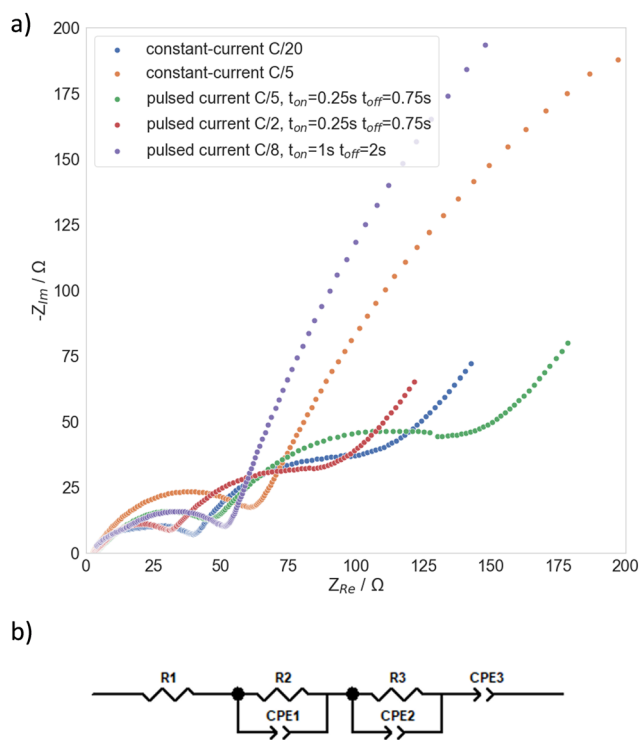 a)
200
175
150
125
100
75
50
25
0
-Z_Im / Ω
constant-current C/20
constant-current C/5
pulsed current C/5, t_on=0.25s t_off=0.75s
pulsed current C/2, t_on=0.25s t_off=0.75s
pulsed current C/8, t_on=1s t_off=2s
0 25 50 75 100 125 150 175 200
Z_Re / Ω
b)
R1 R2 R3 CPE3
CPE1 CPE2